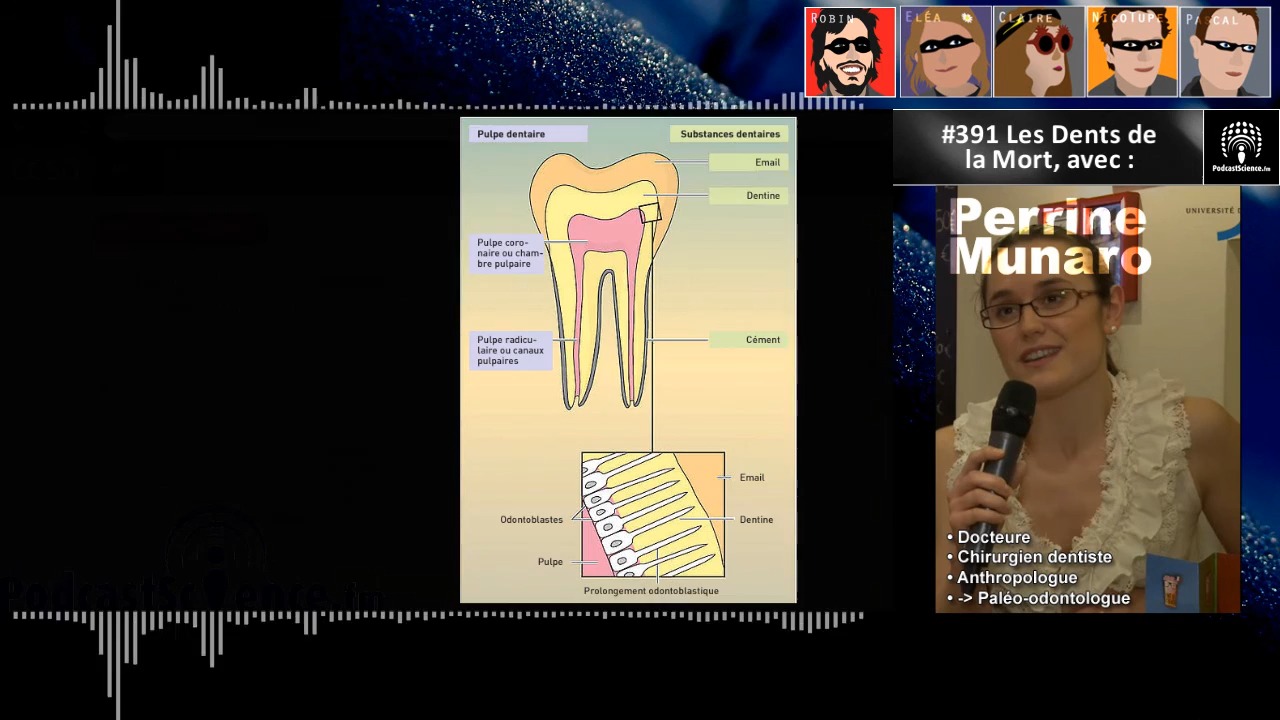 ROBIN
ELÉA
CLAIRE
NICOTUPE
PASCAL
#391 Les Dents de
la Mort, avec :
PodcastScience.fm
Perrine
Munaro
• Docteure
• Chirurgien dentiste
• Anthropologue
• -> Paléo-odontologue
UNIVERSITÉ D
Pulpe dentaire
Substances dentaires
Email
Dentine
Pulpe coro-
naire ou cham-
bre pulpaire
Pulpe radicu-
laire ou canaux
pulpaires
Cément
Email
Odontoblastes
Dentine
Pulpe
Prolongement odontoblastique
PodcastScience.fm